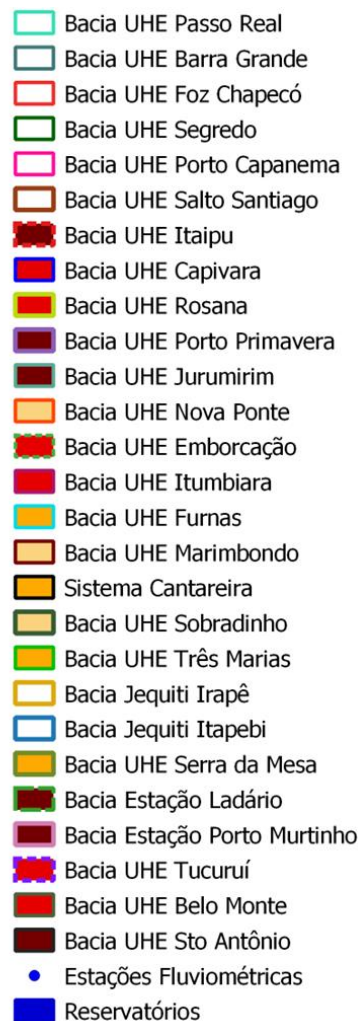 Bacia UHE Passo Real
Bacia UHE Barra Grande
Bacia UHE Foz Chapecó
Bacia UHE Segredo
Bacia UHE Porto Capanema
Bacia UHE Salto Santiago
Bacia UHE Itaipu
Bacia UHE Capivara
Bacia UHE Rosana
Bacia UHE Porto Primavera
Bacia UHE Jurumirim
Bacia UHE Nova Ponte
Bacia UHE Emborcação
Bacia UHE Itumbiara
Bacia UHE Furnas
Bacia UHE Marimbondo
Sistema Cantareira
Bacia UHE Sobradinho
Bacia UHE Três Marias
Bacia Jequiti Irapê
Bacia Jequiti Itapebi
Bacia UHE Serra da Mesa
Bacia Estação Ladário
Bacia Estação Porto Murtinho
Bacia UHE Tucuruí
Bacia UHE Belo Monte
Bacia UHE Sto Antônio
Estações Fluviométricas
Reservatórios